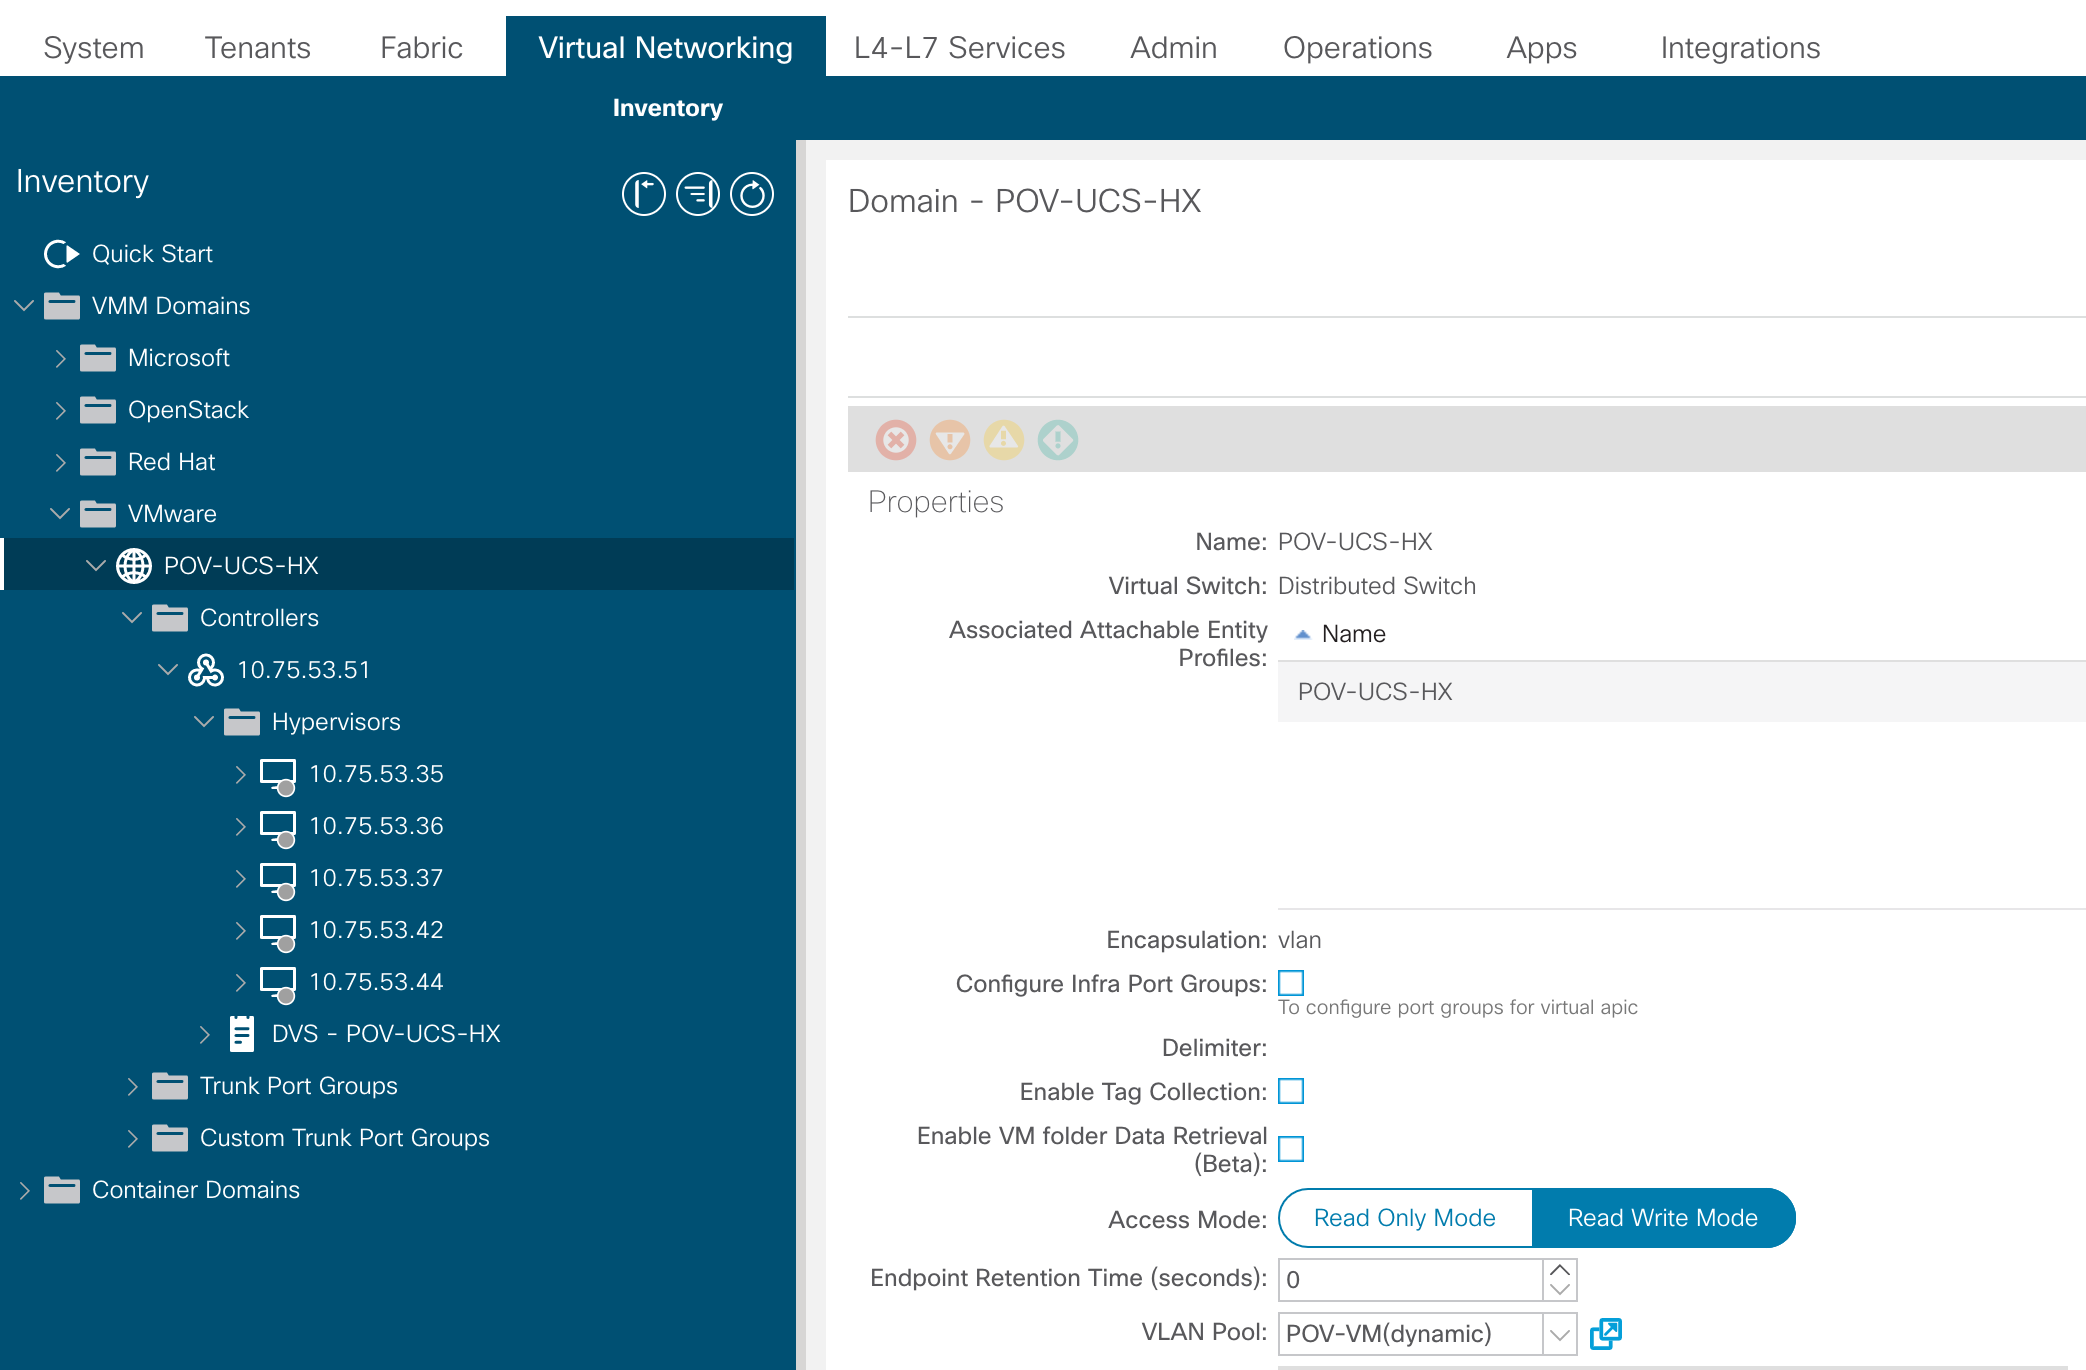 System Tenants Fabric Virtual Networking L4-L7 Services Admin Operations Apps Integrations
Inventory
Inventory
Quick Start
VMM Domains
Microsoft
OpenStack
Red Hat
VMware
POV-UCS-HX
Controllers
10.75.53.51
Hypervisors
10.75.53.35
10.75.53.36
10.75.53.37
10.75.53.42
10.75.53.44
DVS - POV-UCS-HX
Trunk Port Groups
Custom Trunk Port Groups
Container Domains
Domain - POV-UCS-HX
Properties
Name: POV-UCS-HX
Virtual Switch: Distributed Switch
Associated Attachable Entity
Profiles:
Name
POV-UCS-HX
Encapsulation: vlan
Configure Infra Port Groups:
To configure port groups for virtual apic
Delimiter:
Enable Tag Collection:
Enable VM folder Data Retrieval
(Beta):
Access Mode: Read Only Mode Read Write Mode
Endpoint Retention Time (seconds): 0
VLAN Pool: POV-VM(dynamic)